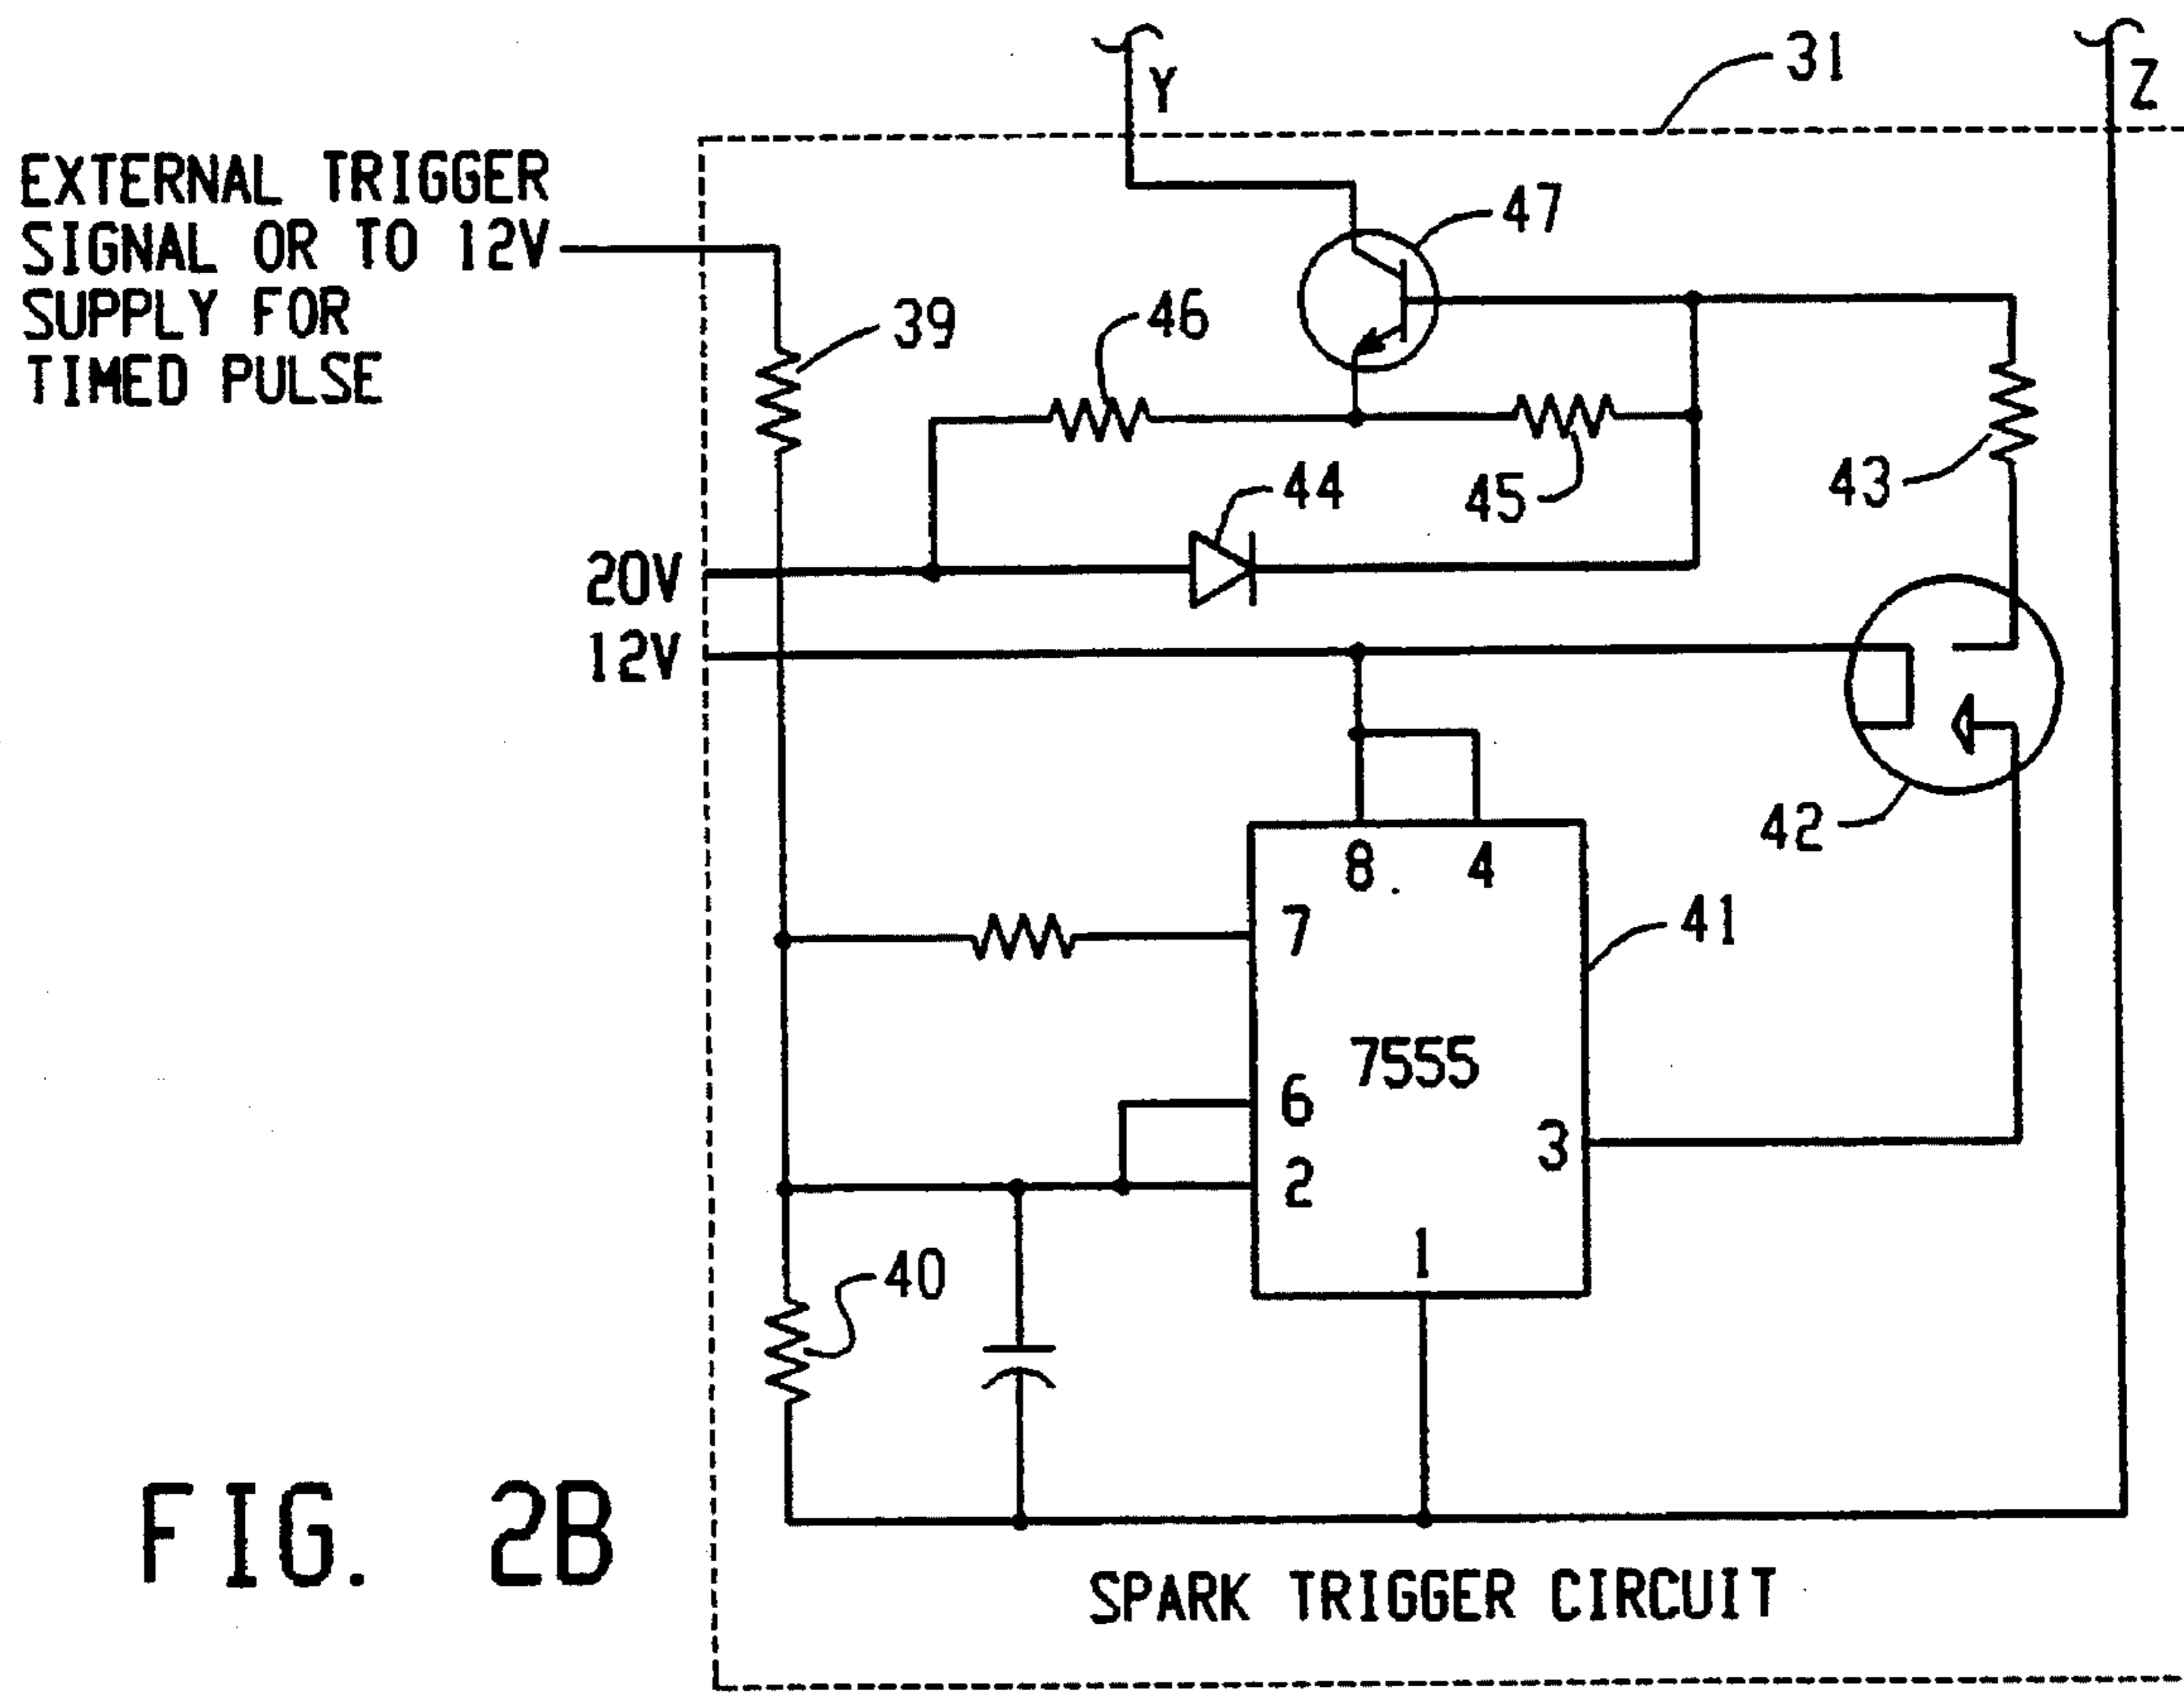 Y
Z
31
EXTERNAL TRIGGER
SIGNAL OR TO 12V
SUPPLY FOR
TIMED PULSE
47
46
39
45
43
44
20V
12V
42
8
4
7
41
7555
6
3
2
1
40
FIG. 2B
SPARK TRIGGER CIRCUIT